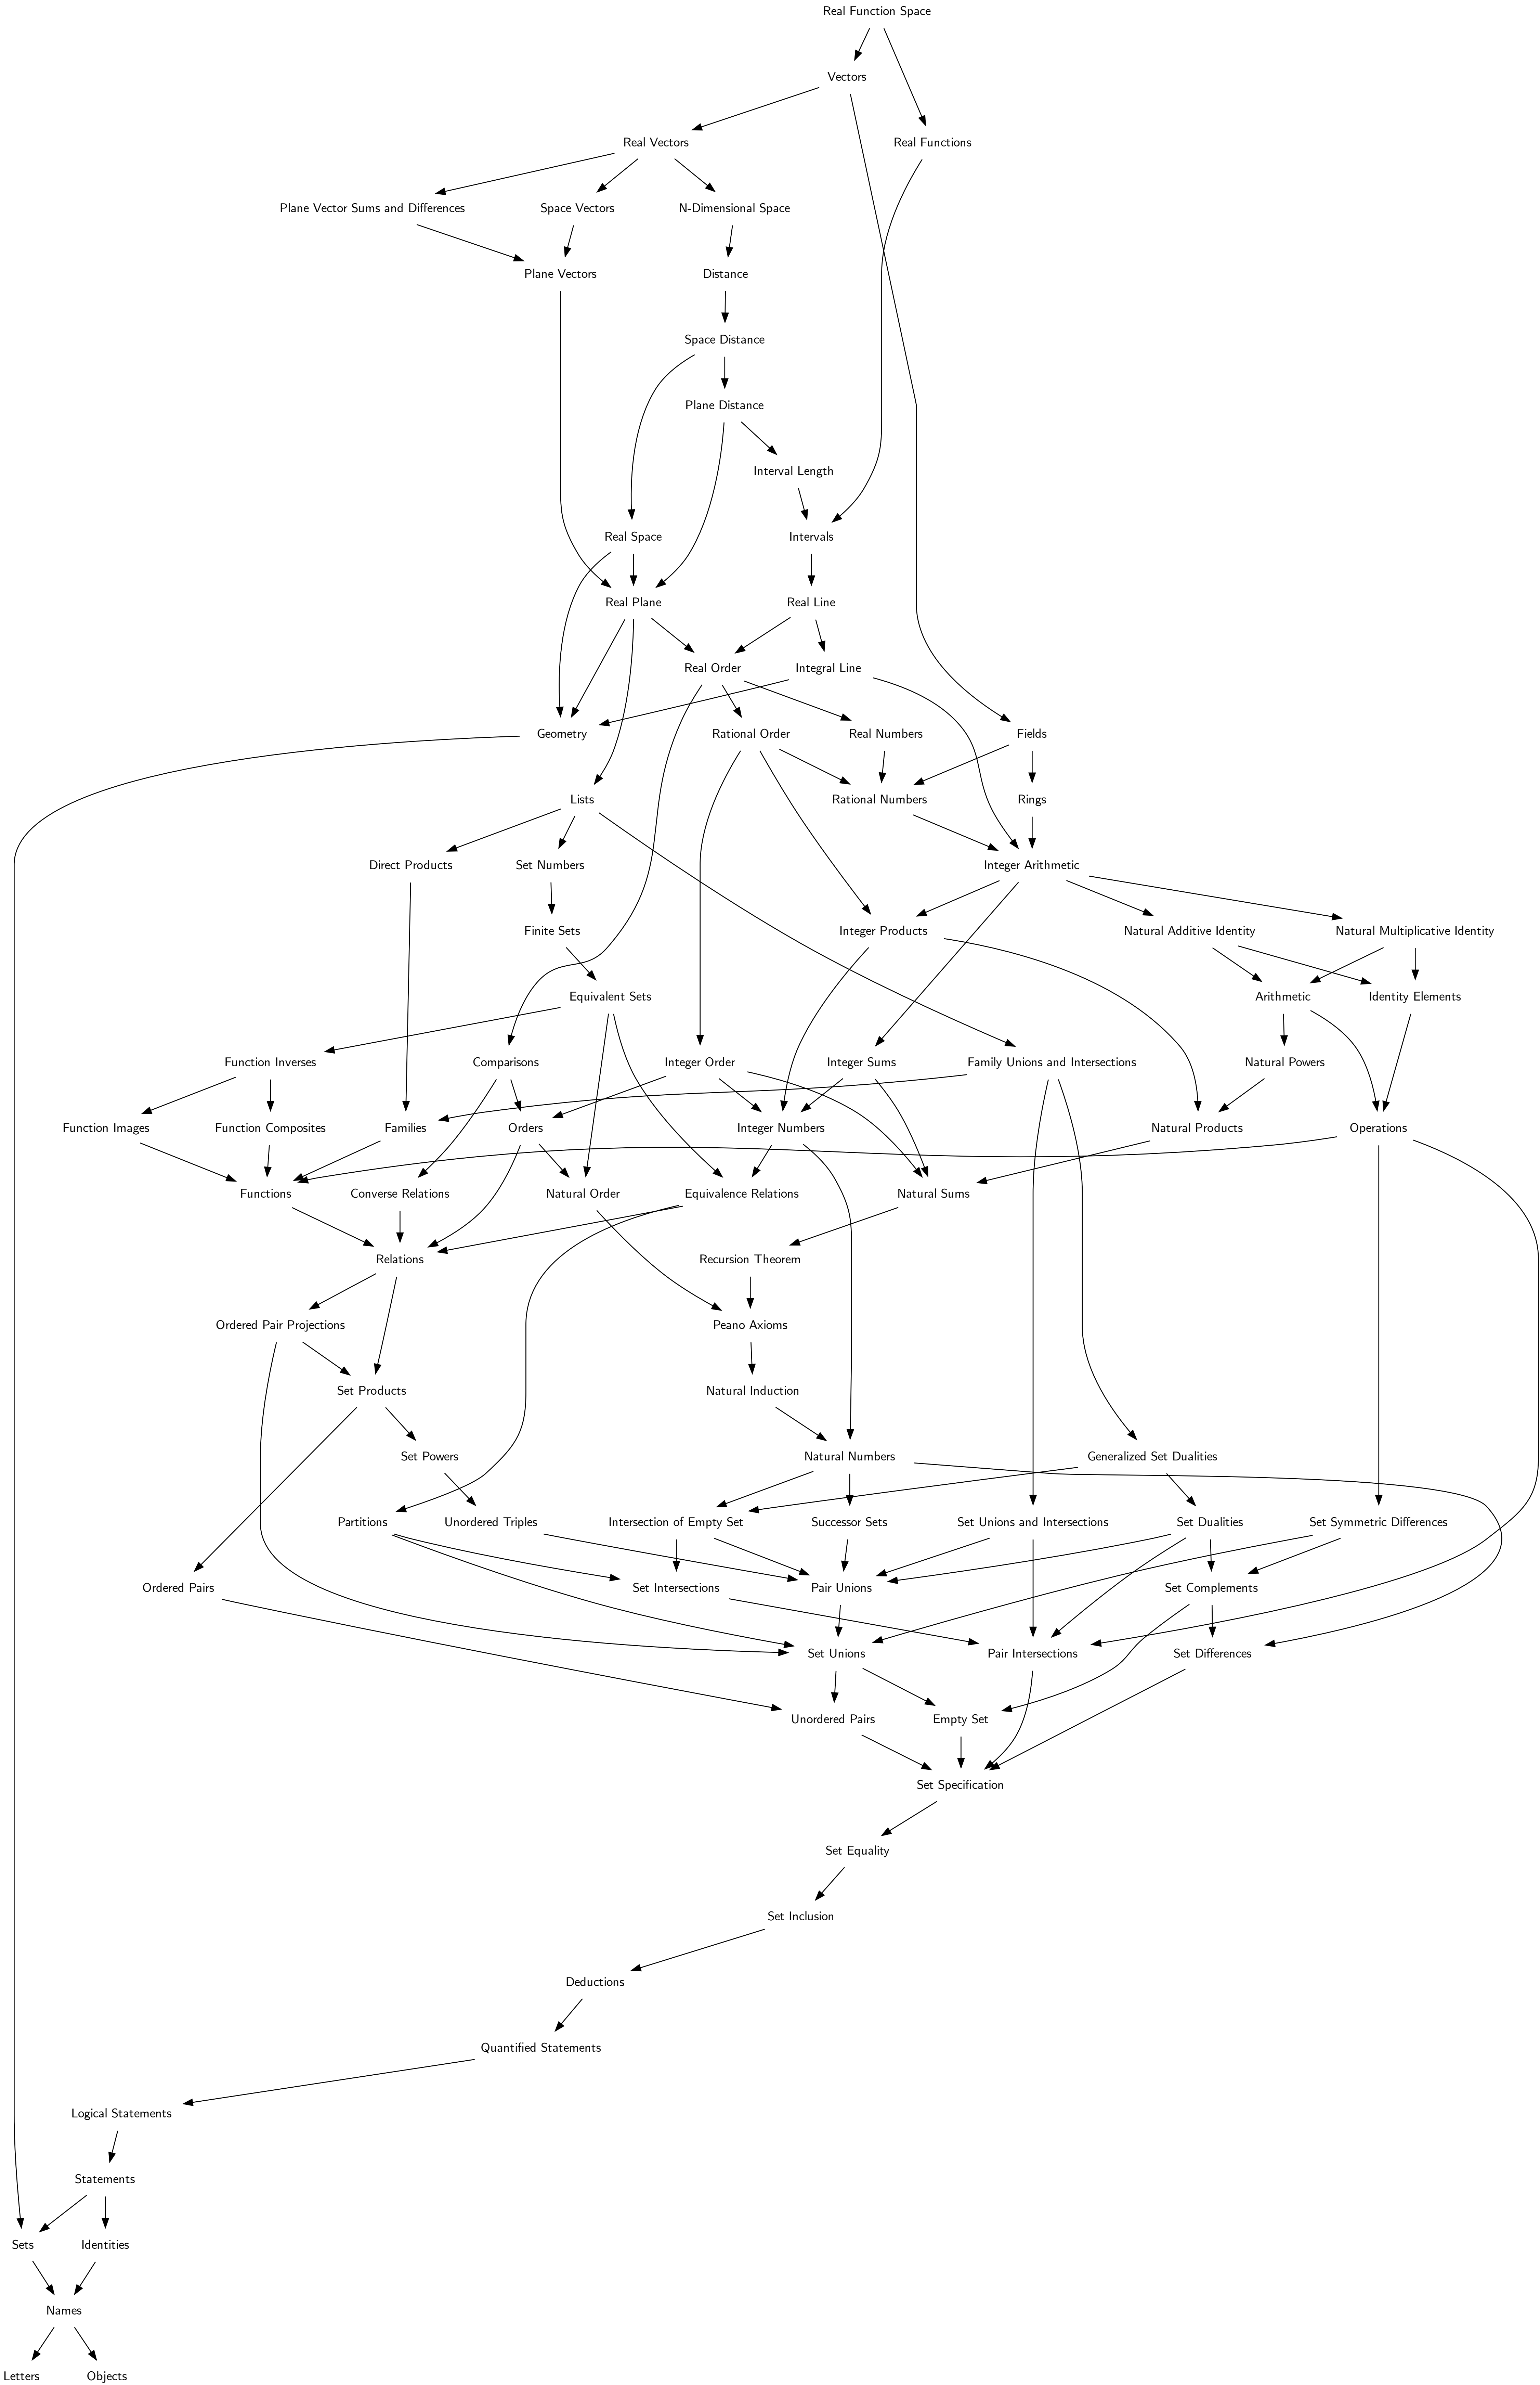 Real Function Space
Vectors
Real Vectors
Real Functions
Plane Vector Sums and Differences
Space Vectors
N-Dimensional Space
Plane Vectors
Distance
Space Distance
Plane Distance
Interval Length
Real Space
Intervals
Real Plane
Real Line
Real Order
Integral Line
Geometry
Rational Order
Real Numbers
Fields
Lists
Rational Numbers
Rings
Direct Products
Set Numbers
Integer Arithmetic
Finite Sets
Integer Products
Natural Additive Identity
Natural Multiplicative Identity
Equivalent Sets
Arithmetic
Identity Elements
Function Inverses
Comparisons
Integer Order
Integer Sums
Family Unions and Intersections
Natural Powers
Function Images
Function Composites
Families
Orders
Integer Numbers
Natural Products
Operations
Functions
Converse Relations
Natural Order
Equivalence Relations
Natural Sums
Relations
Recursion Theorem
Ordered Pair Projections
Peano Axioms
Set Products
Natural Induction
Set Powers
Natural Numbers
Generalized Set Dualities
Partitions
Unordered Triples
Intersection of Empty Set
Successor Sets
Set Unions and Intersections
Set Dualities
Set Symmetric Differences
Ordered Pairs
Set Intersections
Pair Unions
Set Complements
Set Unions
Pair Intersections
Set Differences
Unordered Pairs
Empty Set
Set Specification
Set Equality
Set Inclusion
Deductions
Quantified Statements
Logical Statements
Statements
Sets
Identities
Names
Letters
Objects